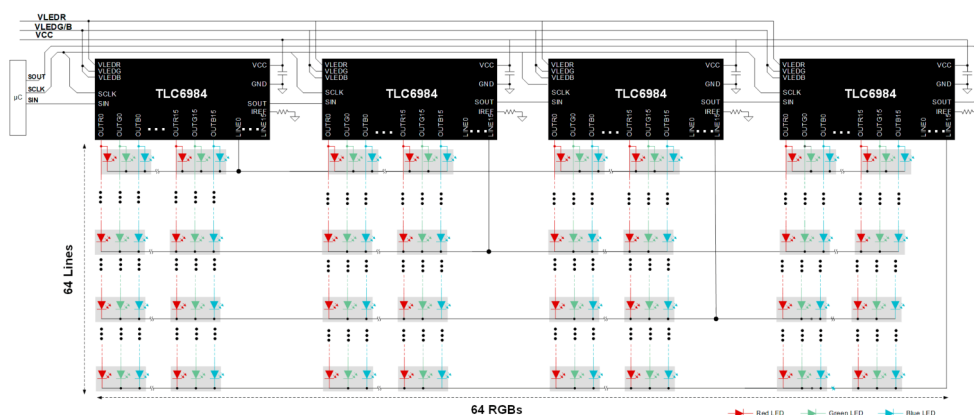 VLEDR
VLEDG/B
VCC
SOUT
SCLK
SIN
μC
VLEDR
VLEDG
VLEDB
VCC
GND
TLC6984
SCLK
SIN
SOUT
IREF
OUTR0
OUTG0
OUTB0
OUTR15
OUTG15
OUTB15
LINE0
LINE15
VLEDR
VLEDG
VLEDB
VCC
GND
TLC6984
SCLK
SIN
SOUT
IREF
OUTR0
OUTG0
OUTB0
OUTR15
OUTG15
OUTB15
LINE0
LINE15
VLEDR
VLEDG
VLEDB
VCC
GND
TLC6984
SCLK
SIN
SOUT
IREF
OUTR0
OUTG0
OUTB0
OUTR15
OUTG15
OUTB15
LINE0
LINE15
VLEDR
VLEDG
VLEDB
VCC
GND
TLC6984
SCLK
SIN
SOUT
IREF
OUTR0
OUTG0
OUTB0
OUTR15
OUTG15
OUTB15
LINE0
LINE15
64 Lines
64 RGBs
Red LED
Green LED
Blue LED